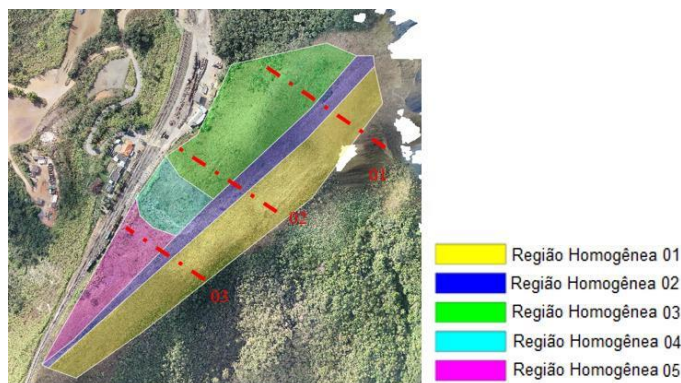 01
02
03
Região Homogênea 01
Região Homogênea 02
Região Homogênea 03
Região Homogênea 04
Região Homogênea 05